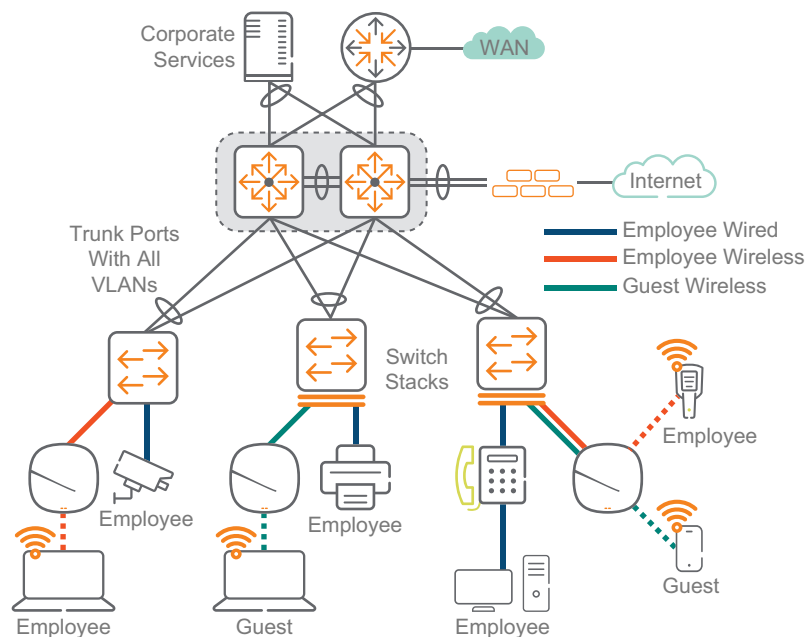 Corporate
Services
WAN
Internet
Trunk Ports
With All
VLANs
Employee Wired
Employee Wireless
Guest Wireless
Switch
Stacks
Employee
Employee
Employee
Guest
Employee
Guest
Employee